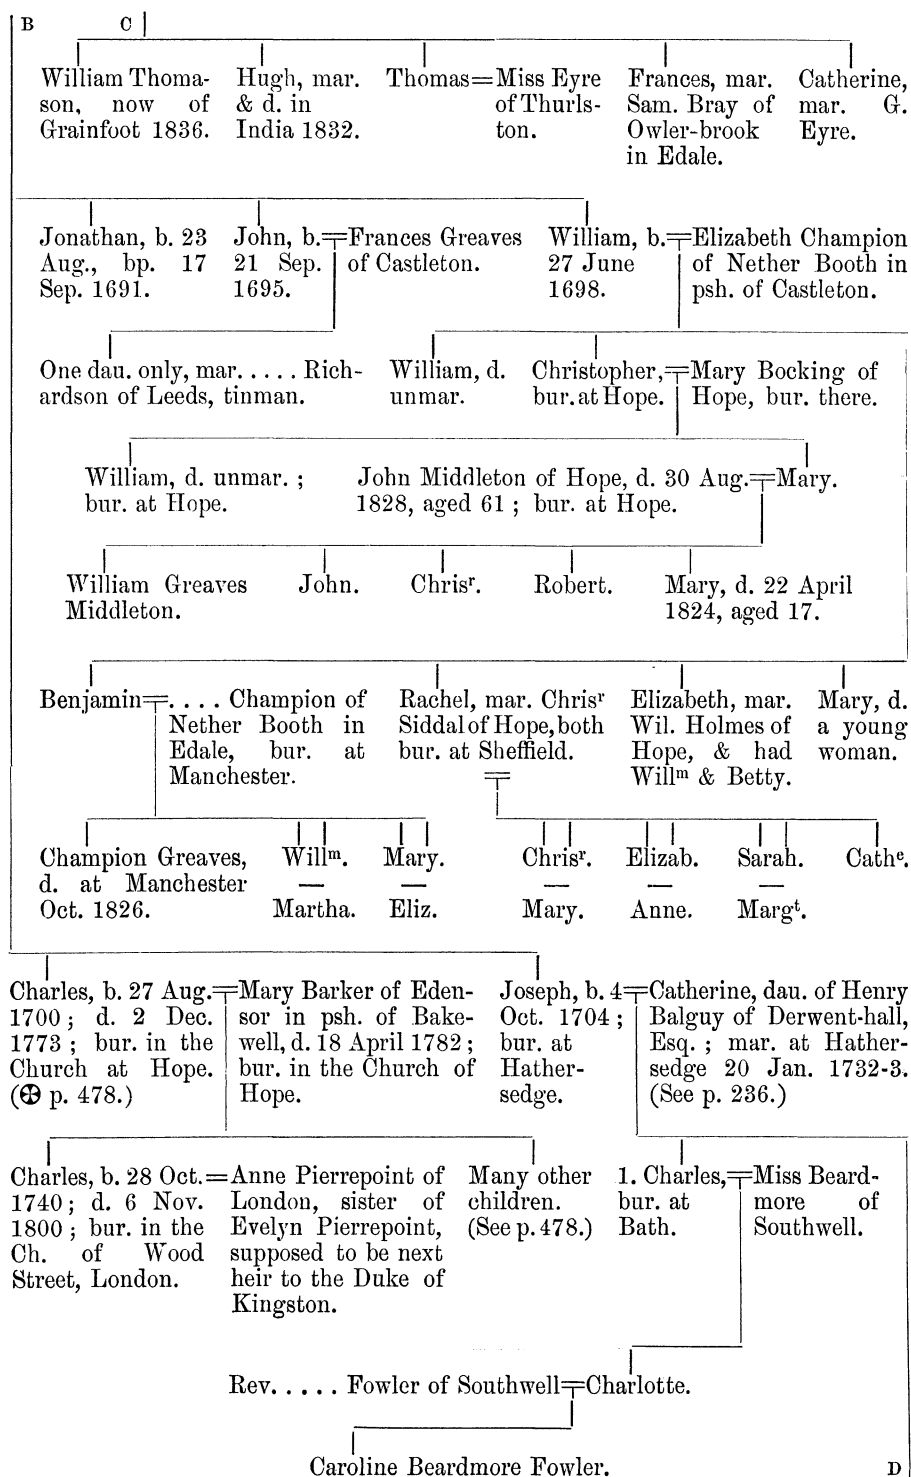 B C
William Thoma- Hugh, mar. Thomas=Miss Eyre Frances, mar. Catherine,
son, now of & d. in of Thurls- Sam. Bray of mar. G.
Grainfoot 1836. India 1832. ton. Owler-brook Eyre.
in Edale.
Jonathan, b. 23 John, b.=Frances Greaves William, b.=Elizabeth Champion
Aug., bp. 17 21 Sep. of Castleton. 27 June of Nether Booth in
Sep. 1691. 1695. 1698. psh. of Castleton.
One dau. only, mar. . . . . Rich- William, d. Christopher,=Mary Bocking of
ardson of Leeds, tinman. unmar. bur. at Hope. Hope, bur. there.
William, d. unmar. ; John Middleton of Hope, d. 30 Aug.=Mary.
bur. at Hope. 1828, aged 61 ; bur. at Hope.
William Greaves John. Chrisʳ. Robert. Mary, d. 22 April
Middleton. 1824, aged 17.
Benjamin=. . . . Champion of Rachel, mar. Chrisʳ Elizabeth, mar. Mary, d.
Nether Booth in Siddal of Hope, both Wil. Holmes of a young
Edale, bur. at bur. at Sheffield. Hope, & had woman.
Manchester. = Willᵐ & Betty.
Champion Greaves, Willᵐ. Mary. Chrisʳ. Elizab. Sarah. Cathᵉ.
d. at Manchester — — — — —
Oct. 1826. Martha. Eliz. Mary. Anne. Margᵗ.
Charles, b. 27 Aug.=Mary Barker of Eden- Joseph, b. 4=Catherine, dau. of Henry
1700 ; d. 2 Dec. sor in psh. of Bake- Oct. 1704 ; Balguy of Derwent-hall,
1773 ; bur. in the well, d. 18 April 1782 ; bur. at Esq. ; mar. at Hather-
Church at Hope. bur. in the Church of Hather- sedge 20 Jan. 1732-3.
(✠ p. 478.) Hope. sedge. (See p. 236.)
Charles, b. 28 Oct.=Anne Pierrepoint of Many other 1. Charles,=Miss Beard-
1740 ; d. 6 Nov. London, sister of children. bur. at more of
1800 ; bur. in the Evelyn Pierrepoint, (See p. 478.) Bath. Southwell.
Ch. of Wood supposed to be next
Street, London. heir to the Duke of
Kingston.
Rev. . . . . Fowler of Southwell=Charlotte.
Caroline Beardmore Fowler. D